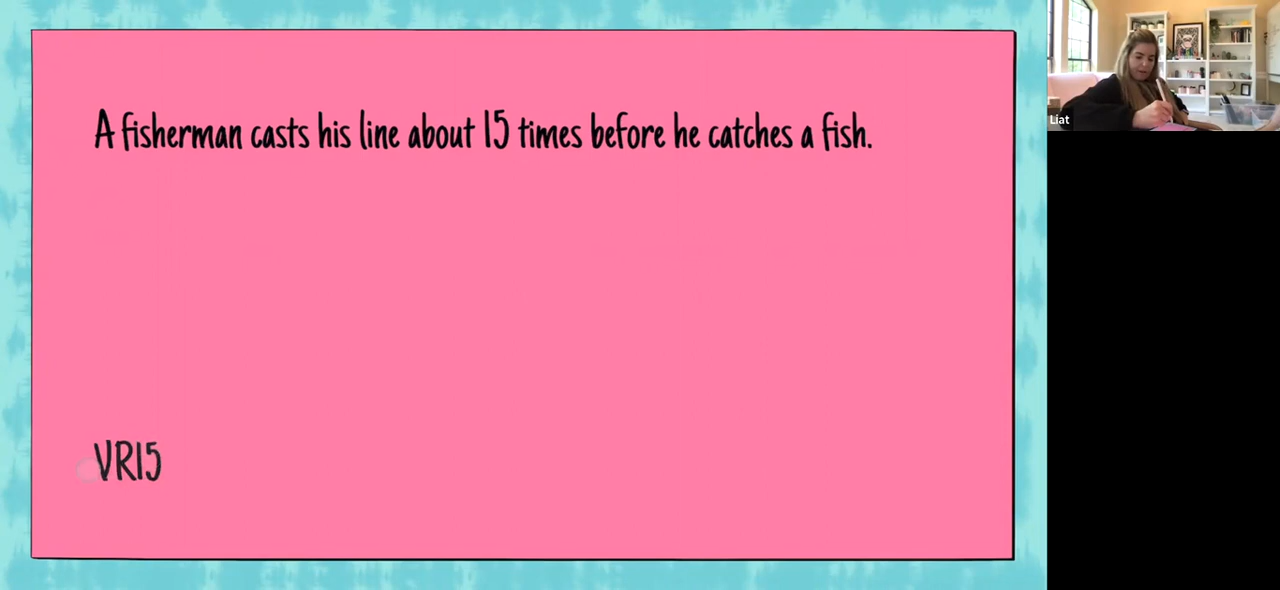 A fisherman casts his line about 15 times before he catches a fish.
VR15
Liat